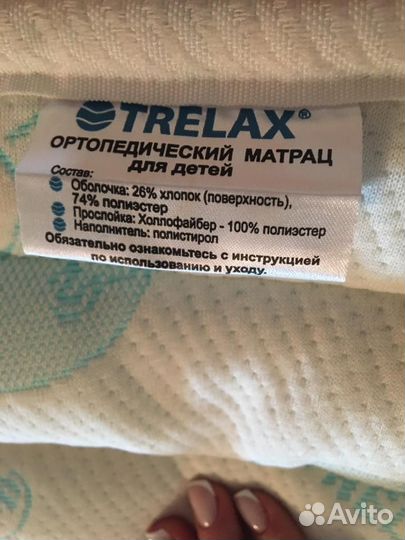 TRELAX®
ОРТОПЕДИЧЕСКИЙ МАТРАЦ
для детей
Состав:
Оболочка: 26% хлопок (поверхность),
74% полиэстер
Прослойка: Холлофайбер - 100% полиэстер
Наполнитель: полистирол
Обязательно ознакомьтесь с инструкцией
по использованию и уходу.
Avito